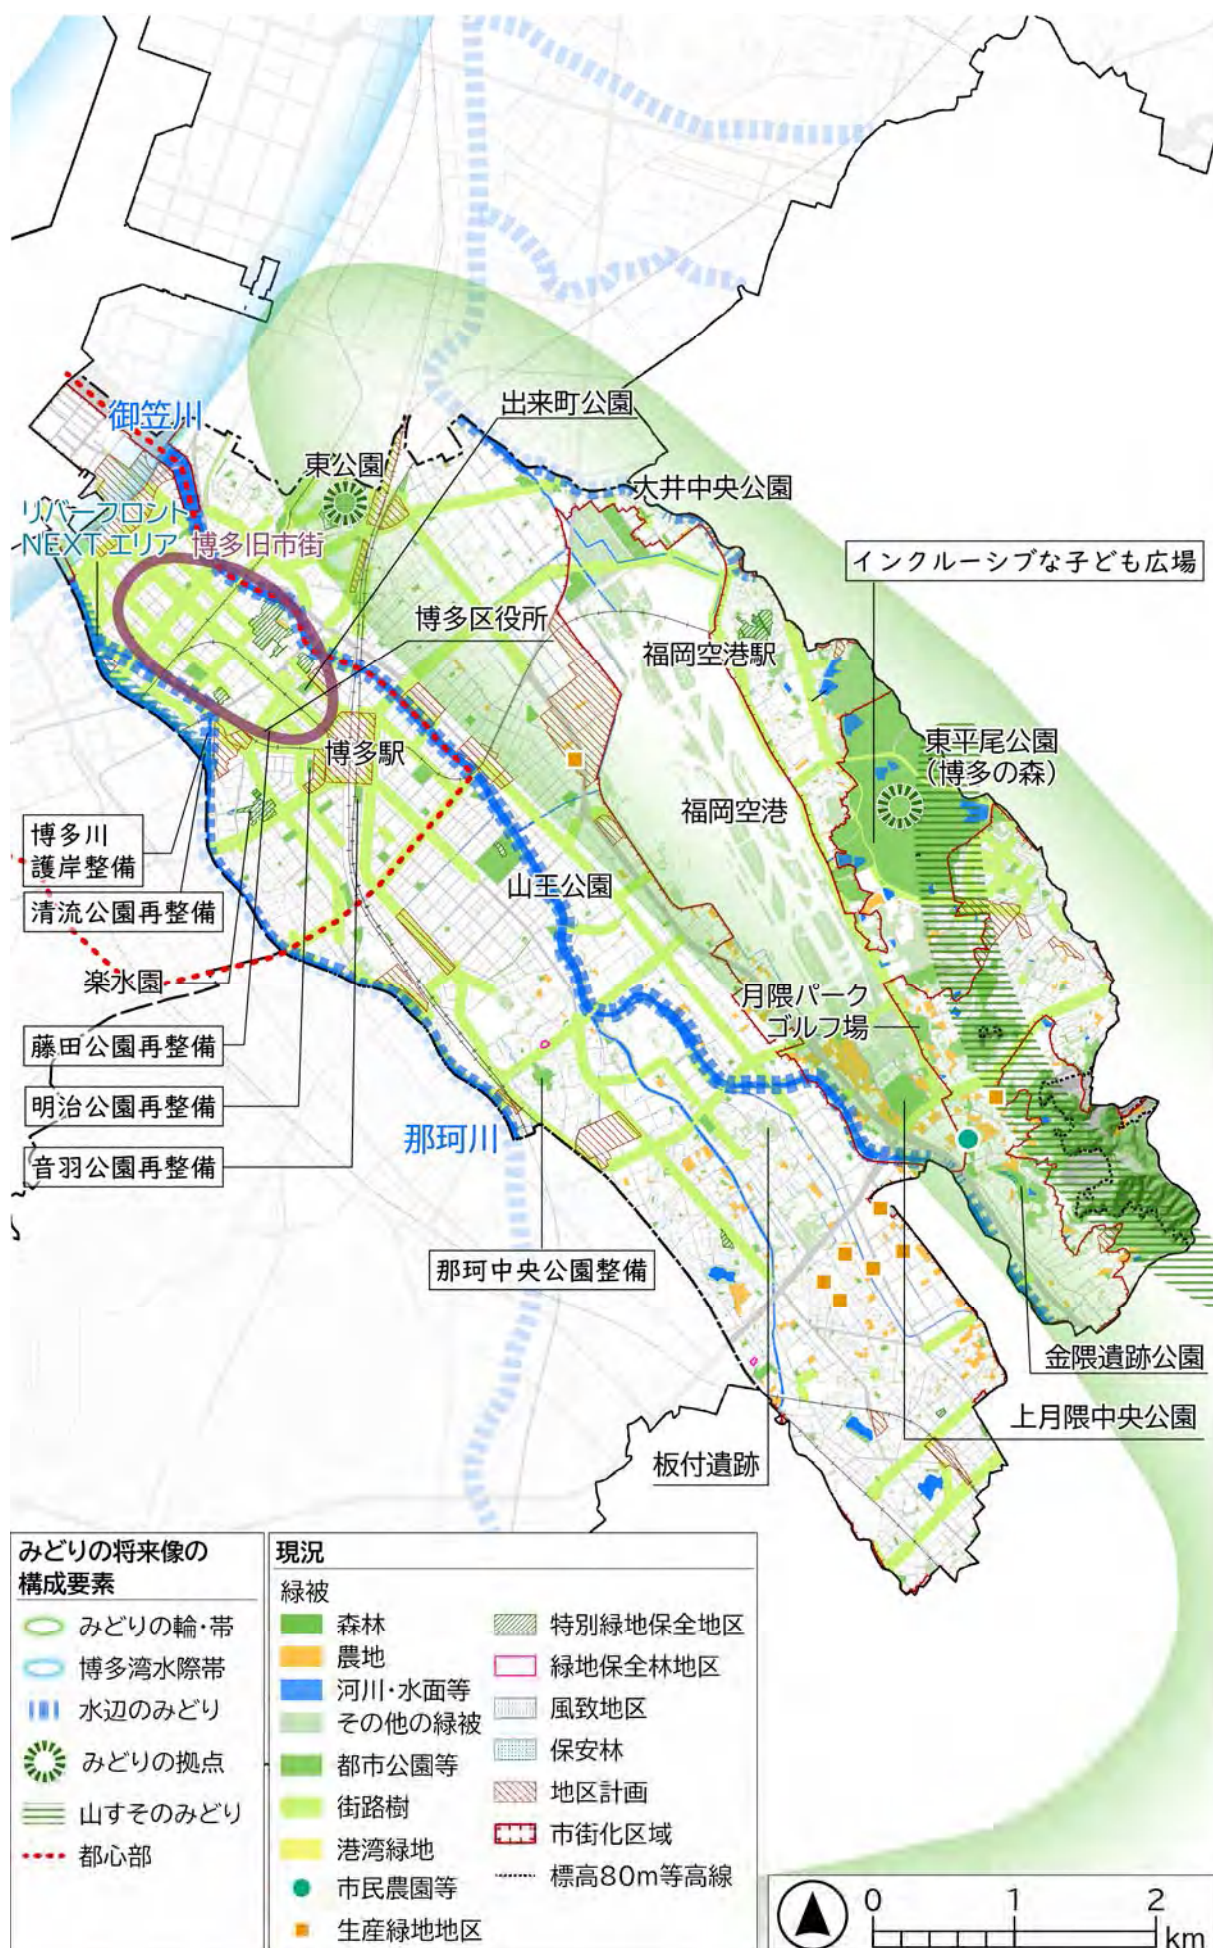 御笠川
出来町公園
東公園
大井中央公園
リバーフロント
NEXTエリア
博多旧市街
インクルーシブな子ども広場
博多区役所
福岡空港駅
東平尾公園
(博多の森)
博多駅
福岡空港
博多川
護岸整備
山王公園
清流公園再整備
楽水園
月隈パーク
ゴルフ場
藤田公園再整備
明治公園再整備
那珂川
音羽公園再整備
那珂中央公園整備
金隈遺跡公園
上月隈中央公園
板付遺跡
みどりの将来像の
構成要素
みどりの輪・帯
博多湾水際帯
水辺のみどり
みどりの拠点
山すそのみどり
都心部
現況
緑被
森林
農地
河川・水面等
その他の緑被
都市公園等
街路樹
港湾緑地
市民農園等
生産緑地地区
特別緑地保全地区
緑地保全林地区
風致地区
保安林
地区計画
市街化区域
標高80m等高線
0 1 2
km